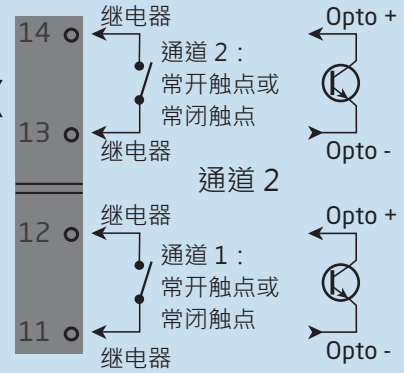 继电器
Opto +
14
通道 2：
常开触点或
常闭触点
13
继电器
Opto -
通道 2
继电器
Opto +
12
通道 1：
常开触点或
常闭触点
11
继电器
Opto -